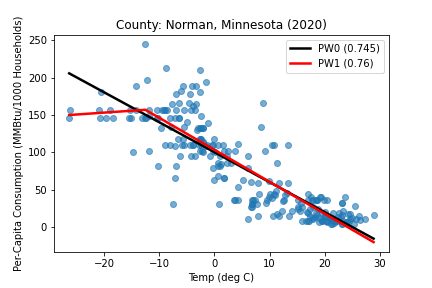 County: Norman, Minnesota (2020)
PW0 (0.745)
PW1 (0.76)
Per-Capita Consumption (MMBtu/1000 Households)
250
200
150
100
50
0
−20 −10 0 10 20 30
Temp (deg C)